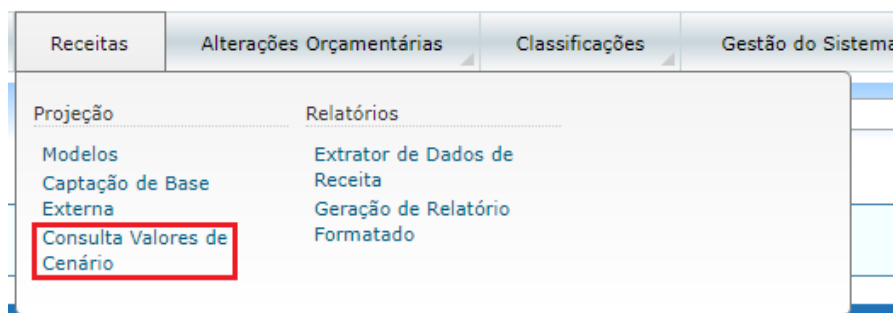 Receitas Alterações Orçamentárias Classificações Gestão do Sistema
Projeção
Modelos
Captação de Base
Externa
Consulta Valores de
Cenário
Relatórios
Extrator de Dados de
Receita
Geração de Relatório
Formatado